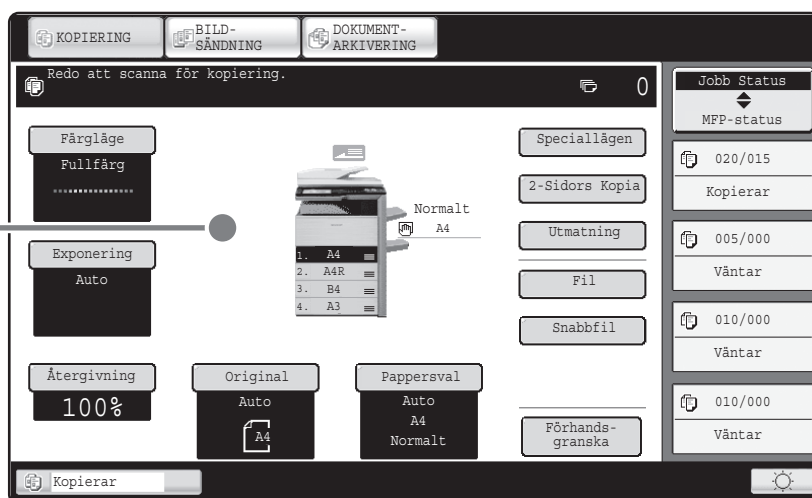 KOPIERING
BILD-
SÄNDNING
DOKUMENT-
ARKIVERING
Redo att scanna för kopiering.
0
Färgläge
Fullfärg
Exponering
Auto
Återgivning
100%
Original
Auto
A4
Pappersval
Auto
A4
Normalt
Normalt
A4
1. A4
2. A4R
3. B4
4. A3
Speciallägen
2-Sidors Kopia
Utmatning
Fil
Snabbfil
Förhands-
granska
Jobb Status
MFP-status
020/015
Kopierar
005/000
Väntar
010/000
Väntar
010/000
Väntar
Kopierar